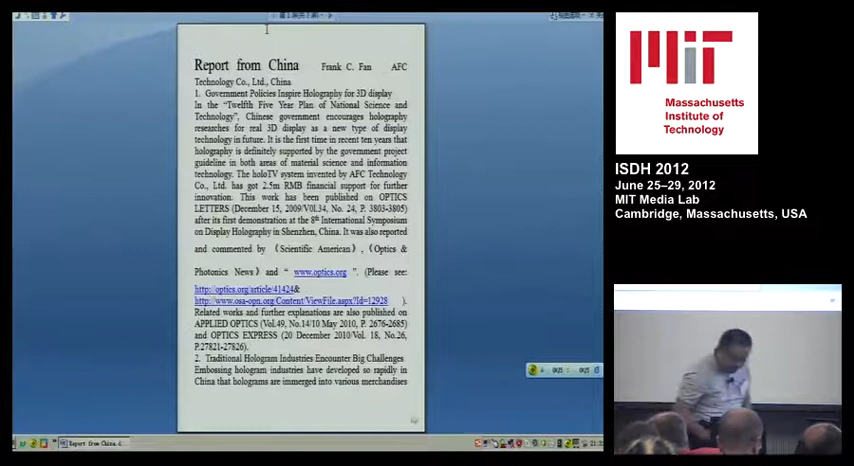 Report from China Frank C. Fan AFC
Technology Co., Ltd., China
1. Government Policies Inspire Holography for 3D display
In the “Twelfth Five Year Plan of National Science and
Technology”, Chinese government encourages holography
researches for real 3D display as a new type of display
technology in future. It is the first time in recent ten years that
holography is definitely supported by the government project
guideline in both areas of material science and information
technology. The holoTV system invented by AFC Technology
Co., Ltd. has got 2.5m RMB financial support for further
innovation. This work has been published on OPTICS
LETTERS (December 15, 2009/V0l.34, No. 24, P. 3803-3805)
after its first demonstration at the 8th International Symposium
on Display Holography in Shenzhen, China. It was also reported
and commented by 《Scientific American》, 《Optics &
Photonics News》 and “ www.optics.org ”. (Please see:
http://optics.org/article/41424&
http://www.osa-opn.org/Content/ViewFile.aspx?Id=12928 ).
Related works and further explanations are also published on
APPLIED OPTICS (Vol.49, No.14/10 May 2010, P. 2676-2685)
and OPTICS EXPRESS (20 December 2010/Vol. 18, No.26,
P.27821-27826).
2. Traditional Hologram Industries Encounter Big Challenges
Embossing hologram industries have developed so rapidly in
China that holograms are immerged into various merchandises
Report from China
MIT
Massachusetts
Institute of
Technology
ISDH 2012
June 25–29, 2012
MIT Media Lab
Cambridge, Massachusetts, USA